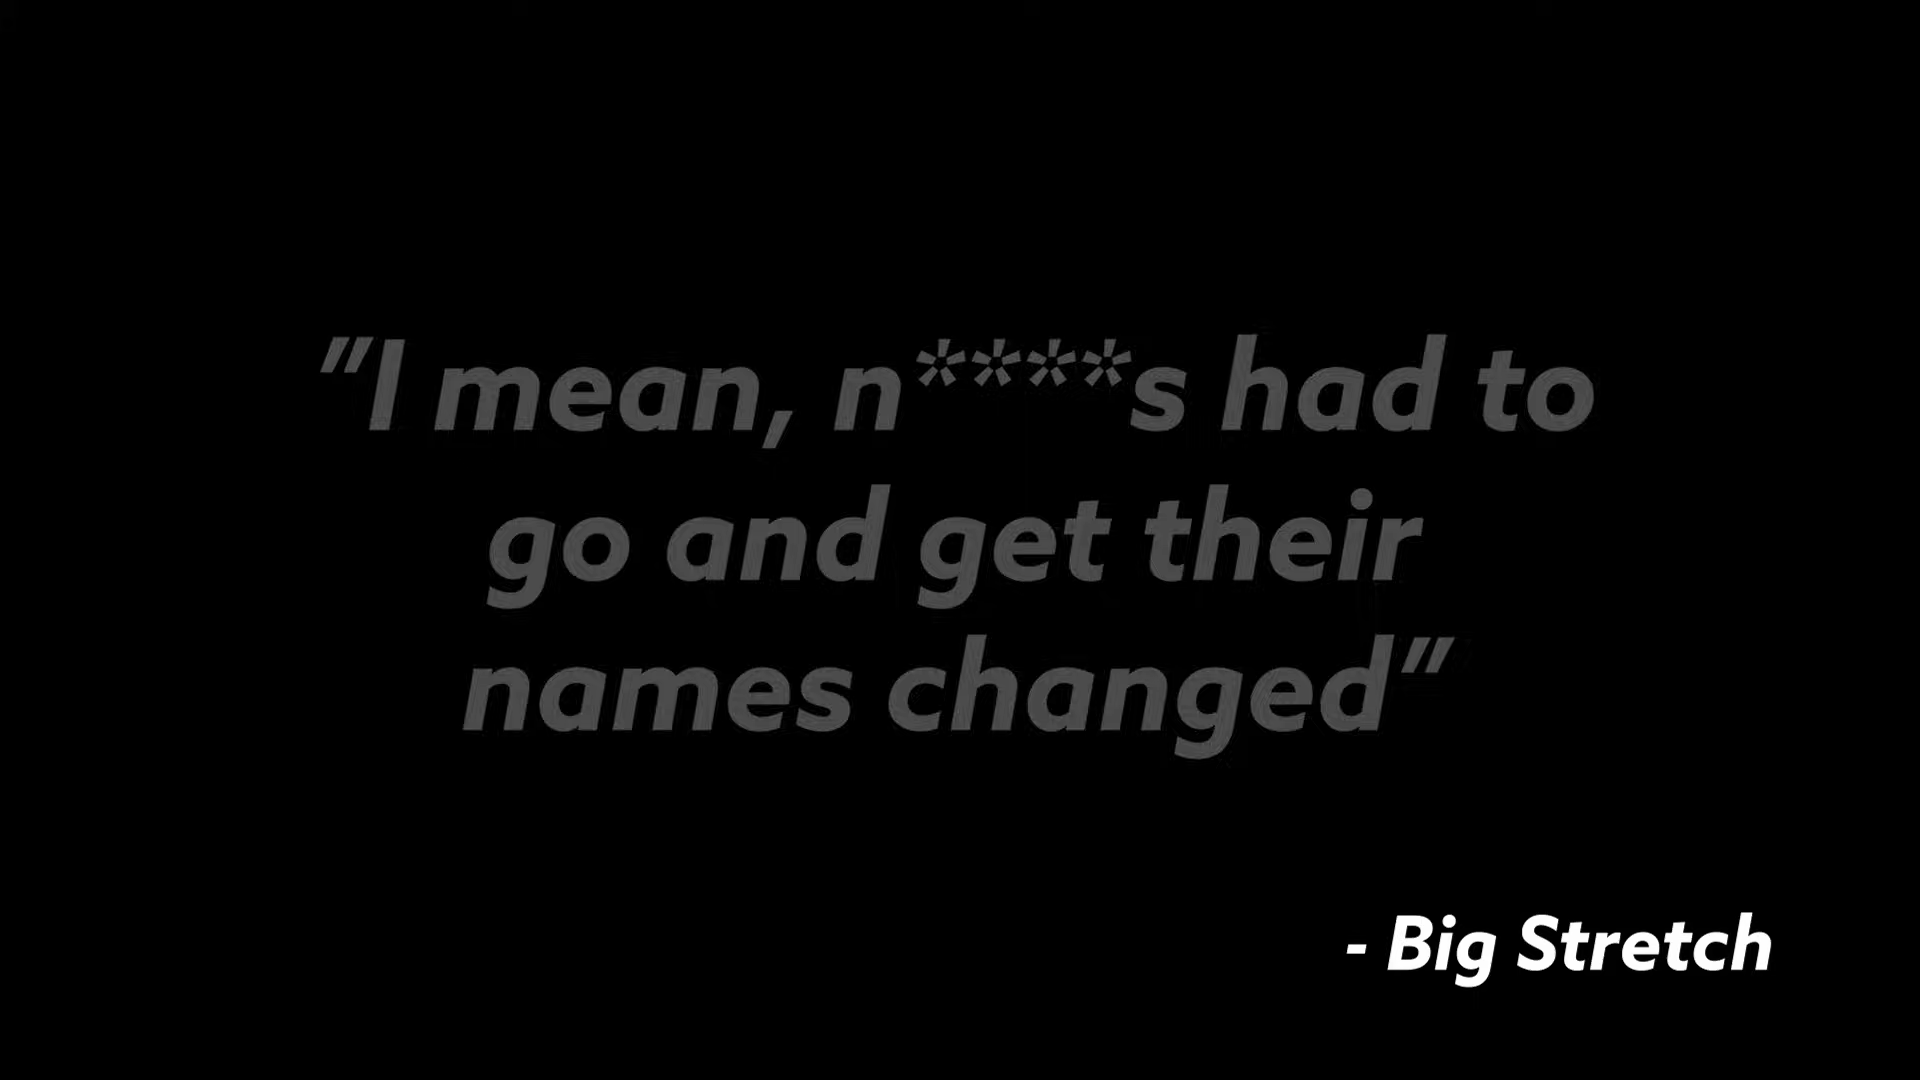 "I mean, n****s had to
go and get their
names changed"
- Big Stretch